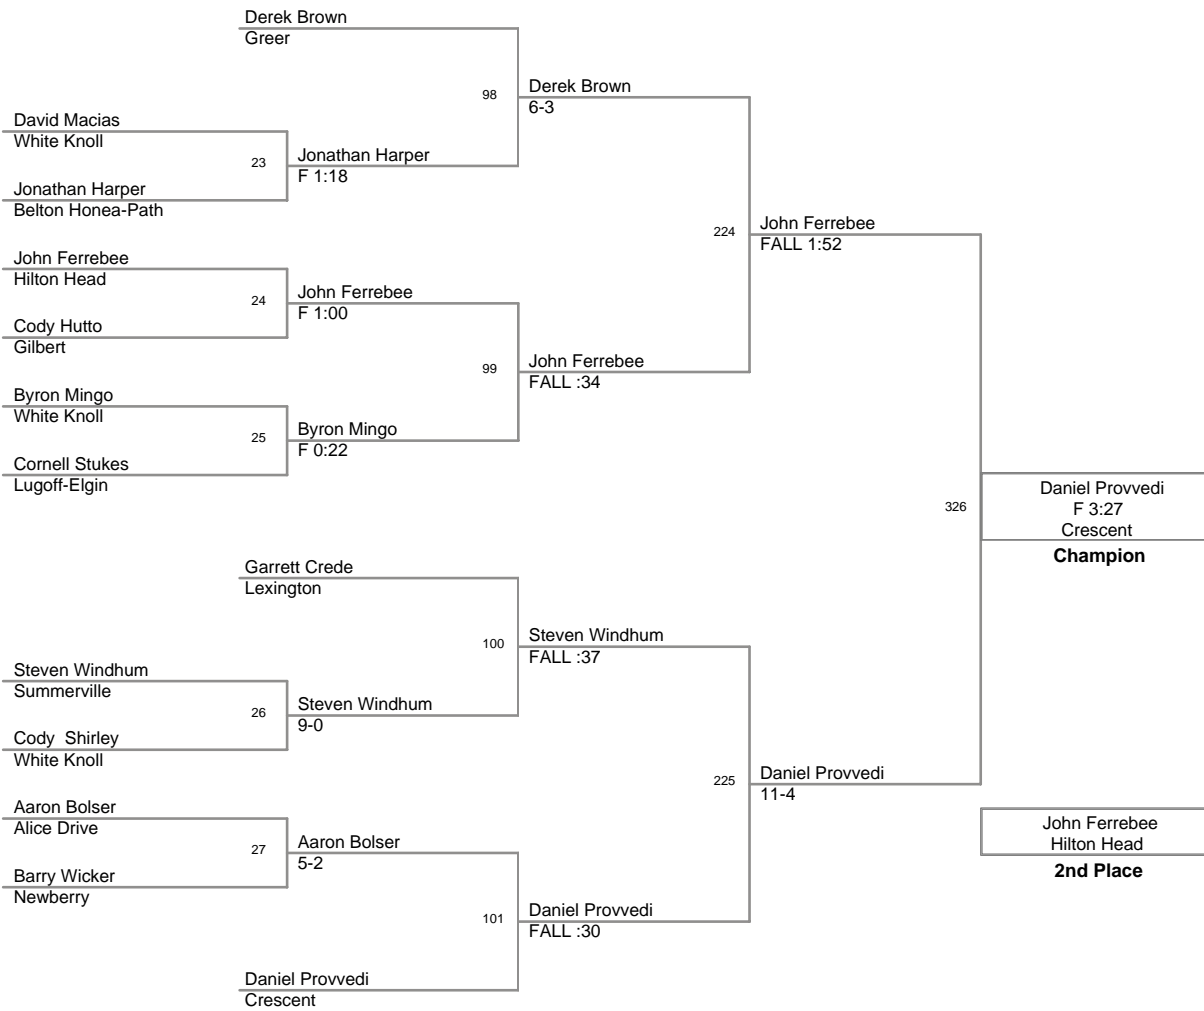 Derek Brown
Greer
98
Derek Brown
6-3
David Macias
White Knoll
23
Jonathan Harper
F 1:18
Jonathan Harper
Belton Honea-Path
224
John Ferrebee
FALL 1:52
John Ferrebee
Hilton Head
24
John Ferrebee
F 1:00
Cody Hutto
Gilbert
99
John Ferrebee
FALL :34
Byron Mingo
White Knoll
25
Byron Mingo
F 0:22
Cornell Stukes
Lugoff-Elgin
326
Daniel Provvedi
F 3:27
Crescent
Champion
Garrett Crede
Lexington
100
Steven Windhum
FALL :37
Steven Windhum
Summerville
26
Steven Windhum
9-0
Cody  Shirley
White Knoll
225
Daniel Provvedi
11-4
Aaron Bolser
Alice Drive
27
Aaron Bolser
5-2
Barry Wicker
Newberry
John Ferrebee
Hilton Head
2nd Place
101
Daniel Provvedi
FALL :30
Daniel Provvedi
Crescent